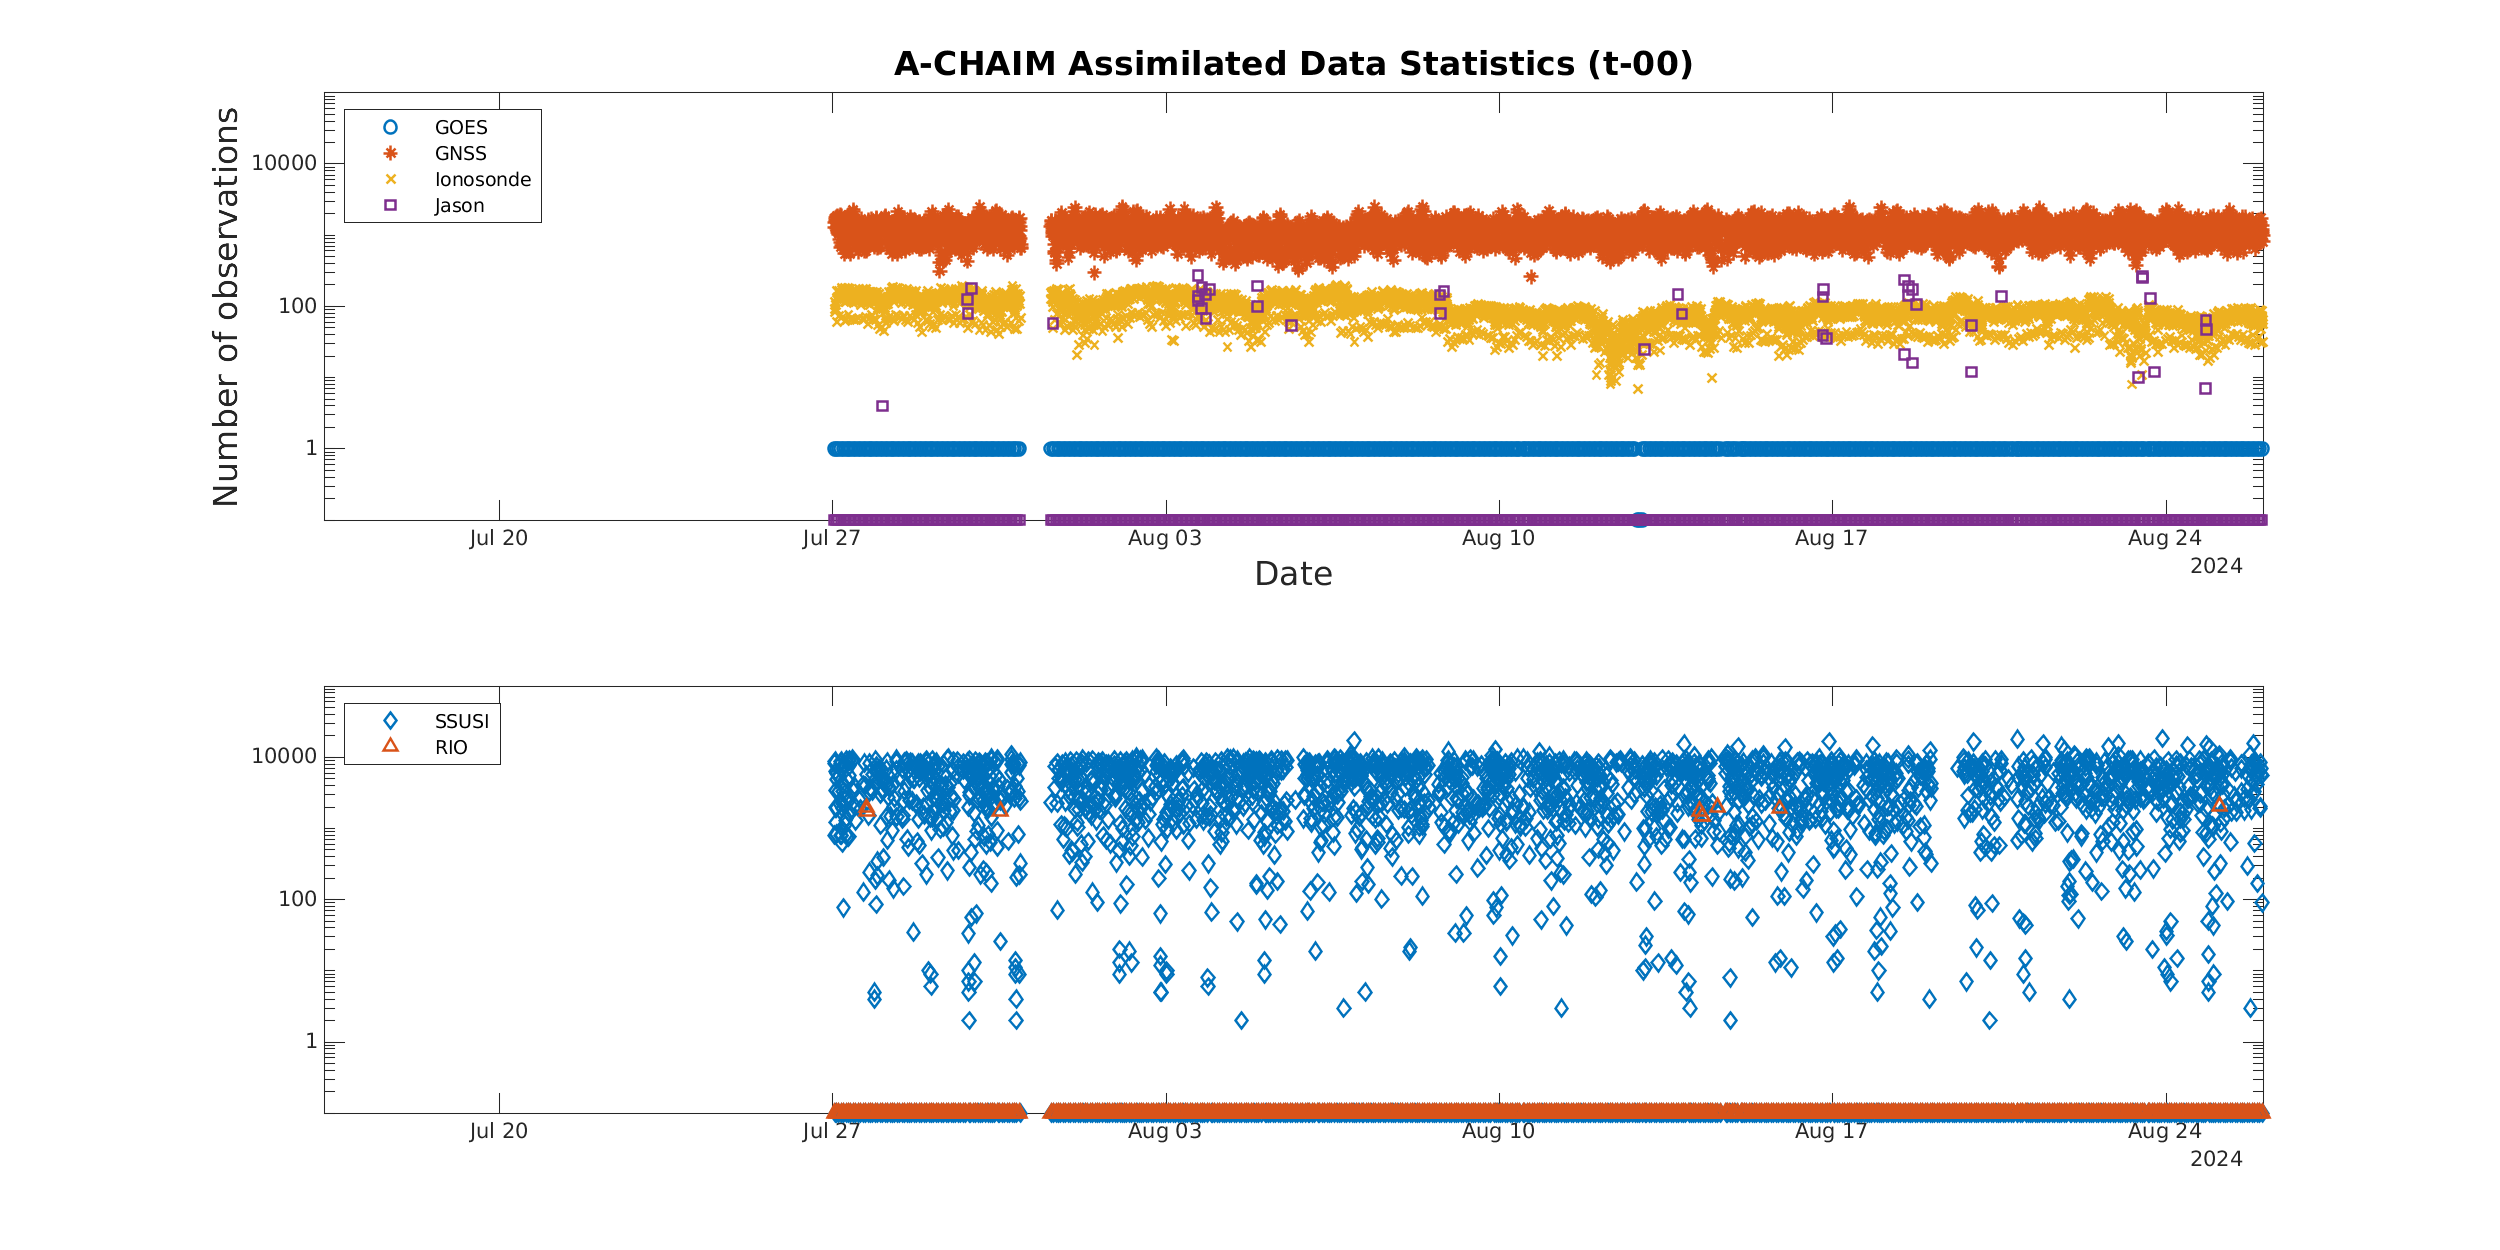 A-CHAIM Assimilated Data Statistics (t-00)
Number of observations
10000
100
1
GOES
GNSS
Ionosonde
Jason
Jul 20
Jul 27
Aug 03
Aug 10
Aug 17
Aug 24
2024
Date
10000
100
1
SSUSI
RIO
Jul 20
Jul 27
Aug 03
Aug 10
Aug 17
Aug 24
2024